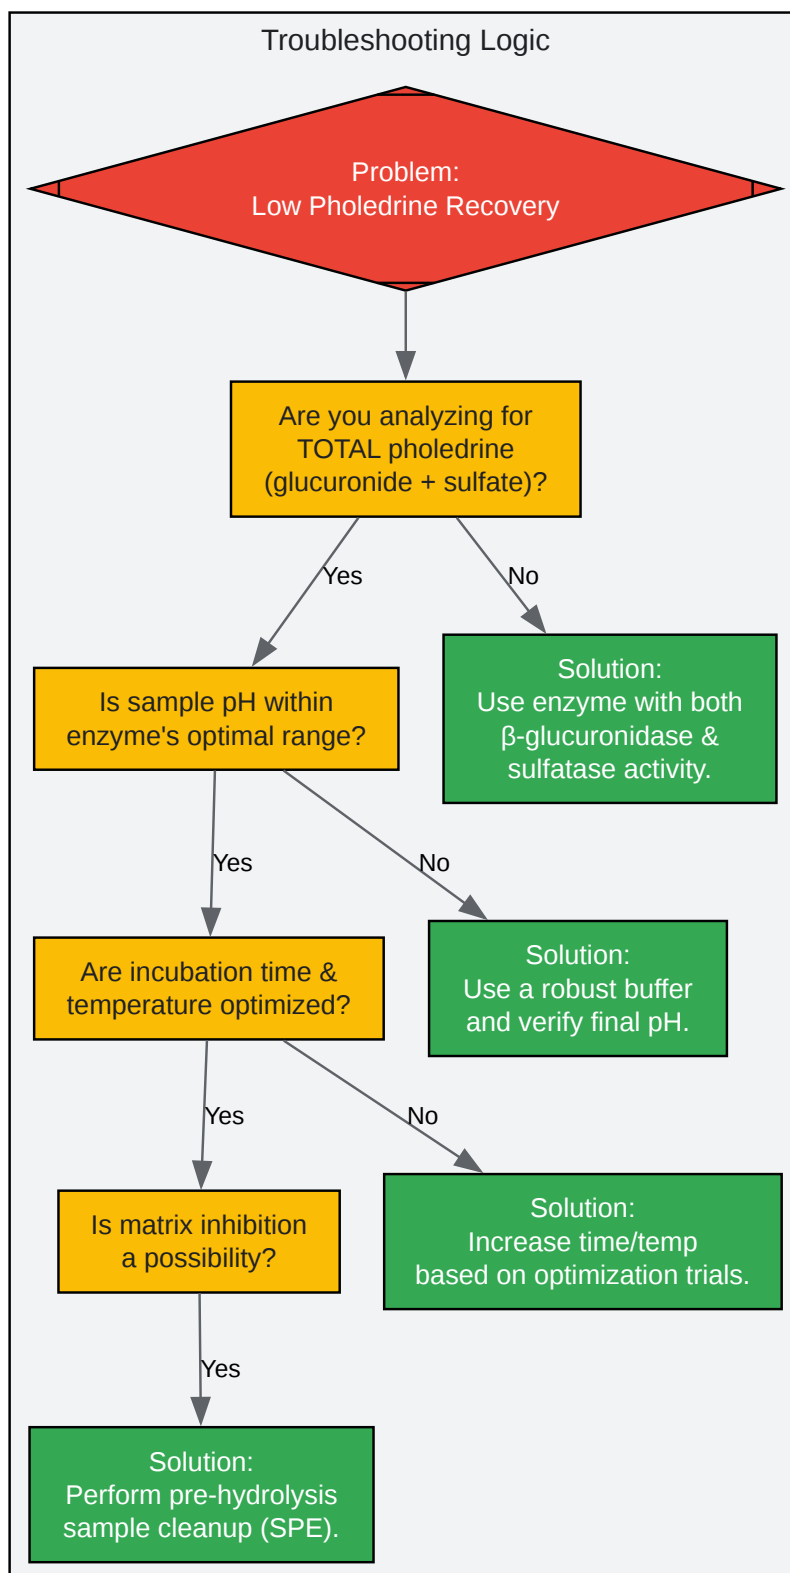 Troubleshooting Logic
Problem:
Low Pholedrine Recovery
Are you analyzing for
TOTAL pholedrine
(glucuronide + sulfate)?
Yes
No
Solution:
Use enzyme with both
β-glucuronidase &
sulfatase activity.
Is sample pH within
enzyme's optimal range?
Yes
No
Solution:
Use a robust buffer
and verify final pH.
Are incubation time &
temperature optimized?
Yes
No
Solution:
Increase time/temp
based on optimization trials.
Is matrix inhibition
a possibility?
Yes
Solution:
Perform pre-hydrolysis
sample cleanup (SPE).